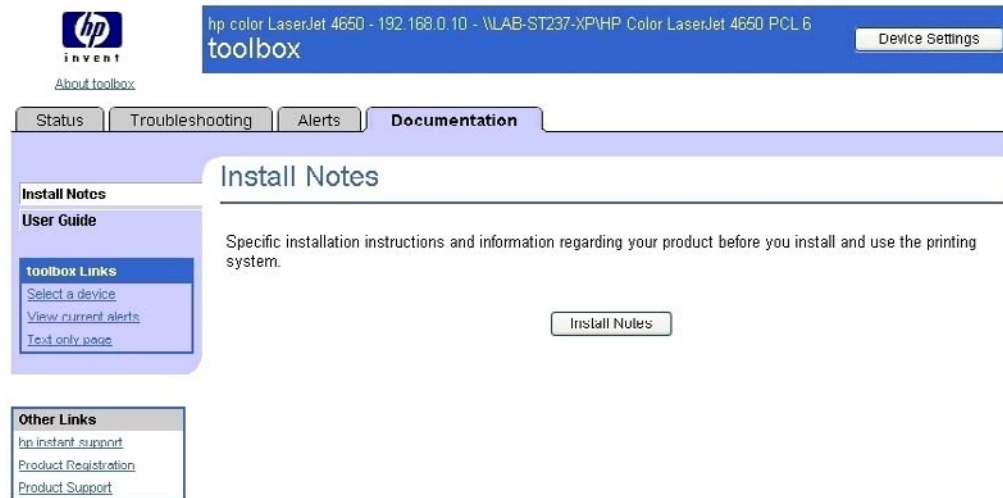 hp
invent
About toolbox
hp color LaserJet 4650 - 192.168.0.10 - \\LAB-ST237-XP\HP Color LaserJet 4650 PCL 6
toolbox
Device Settings
Status
Troubleshooting
Alerts
Documentation
Install Notes
User Guide
toolbox Links
Select a device
View current alerts
Text only page
Other Links
hp instant support
Product Registration
Product Support
Install Notes
Specific installation instructions and information regarding your product before you install and use the printing
system.
Install Notes